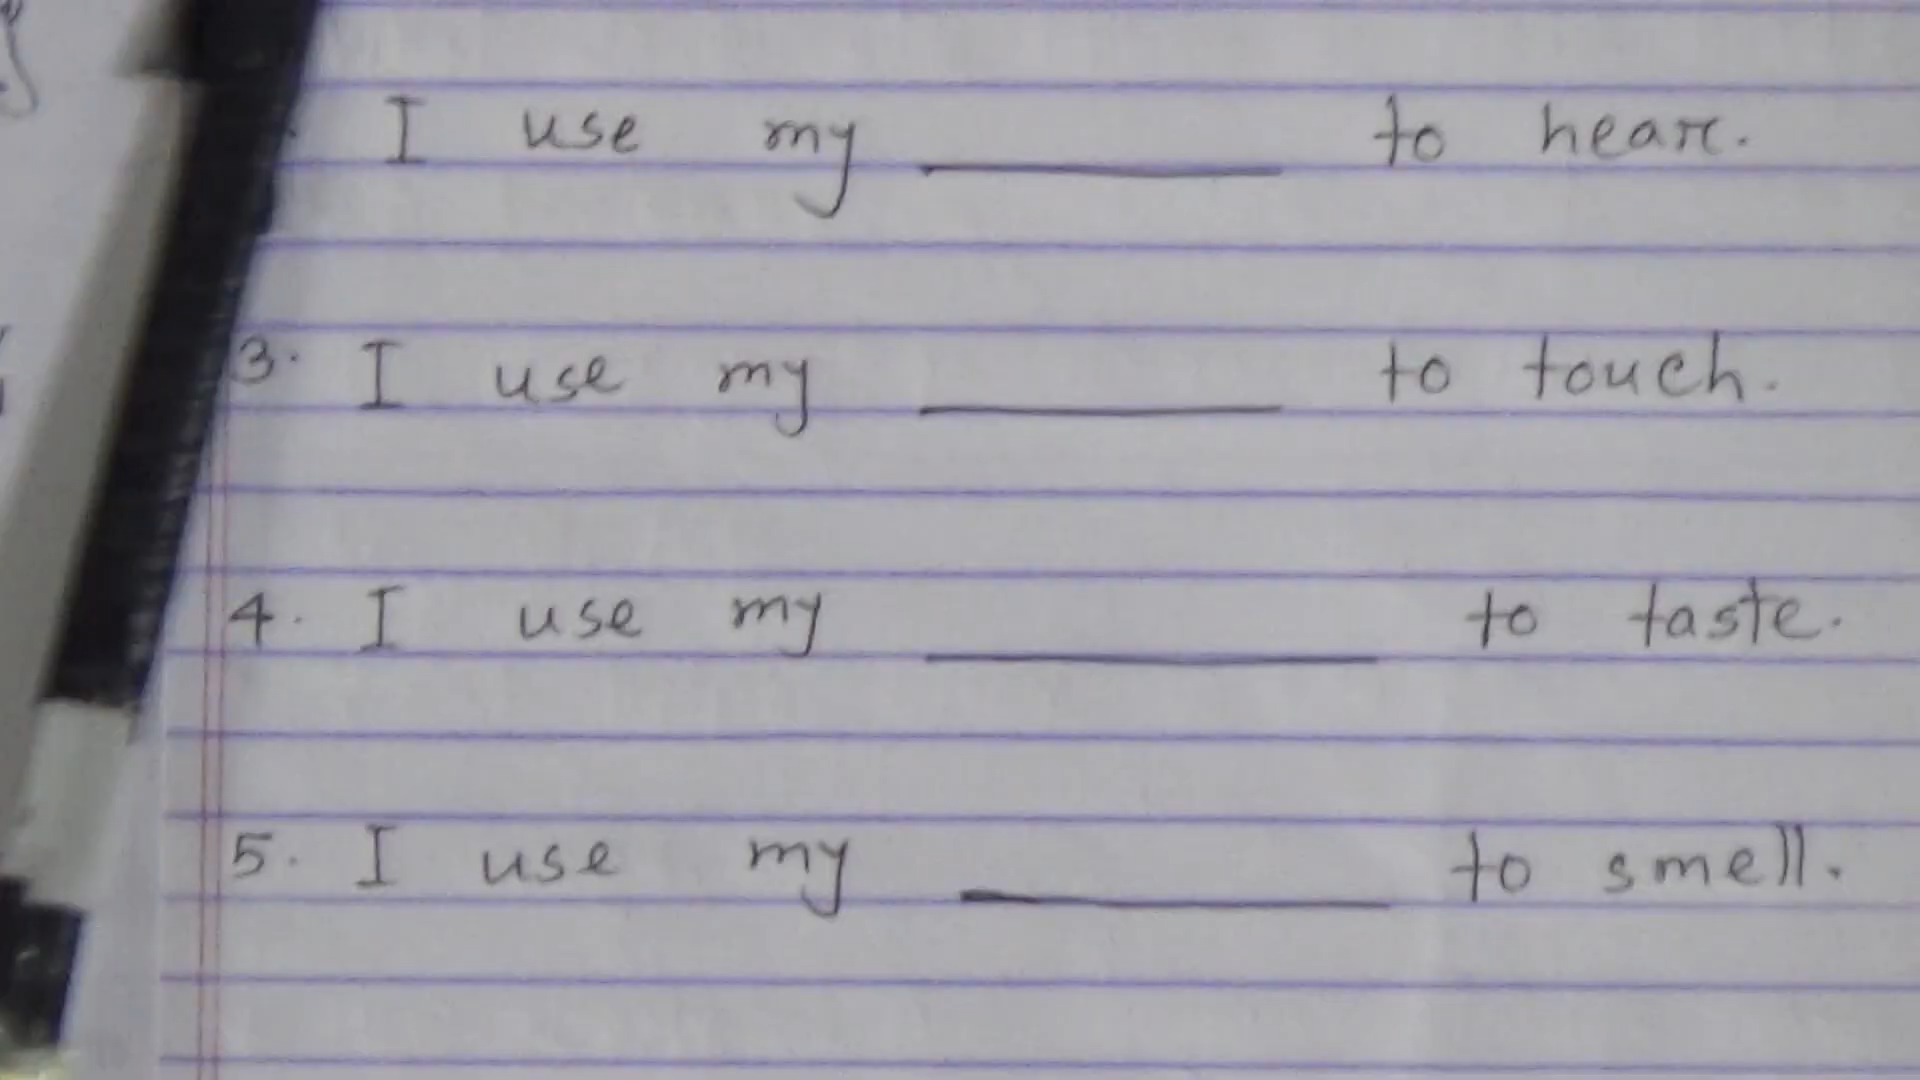 I use my ________ to hear.
3. I use my ________ to touch.
4. I use my ________ to taste.
5. I use my ________ to smell.